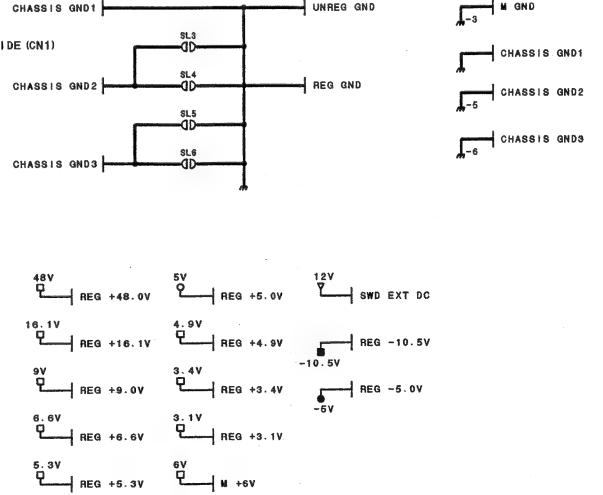 CHASSIS GND1
UNREG GND
M GND
-3
SL3
IDE (CN1)
CHASSIS GND1
SL4
CHASSIS GND2
REG GND
CHASSIS GND2
-5
SL5
CHASSIS GND3
-6
SL6
CHASSIS GND3
48V
REG +48.0V
5V
REG +5.0V
12V
SWD EXT DC
16.1V
REG +16.1V
4.9V
REG +4.9V
REG -10.5V
-10.5V
9V
REG +9.0V
3.4V
REG +3.4V
REG -5.0V
-5V
6.6V
REG +6.6V
3.1V
REG +3.1V
5.3V
REG +5.3V
6V
M +6V